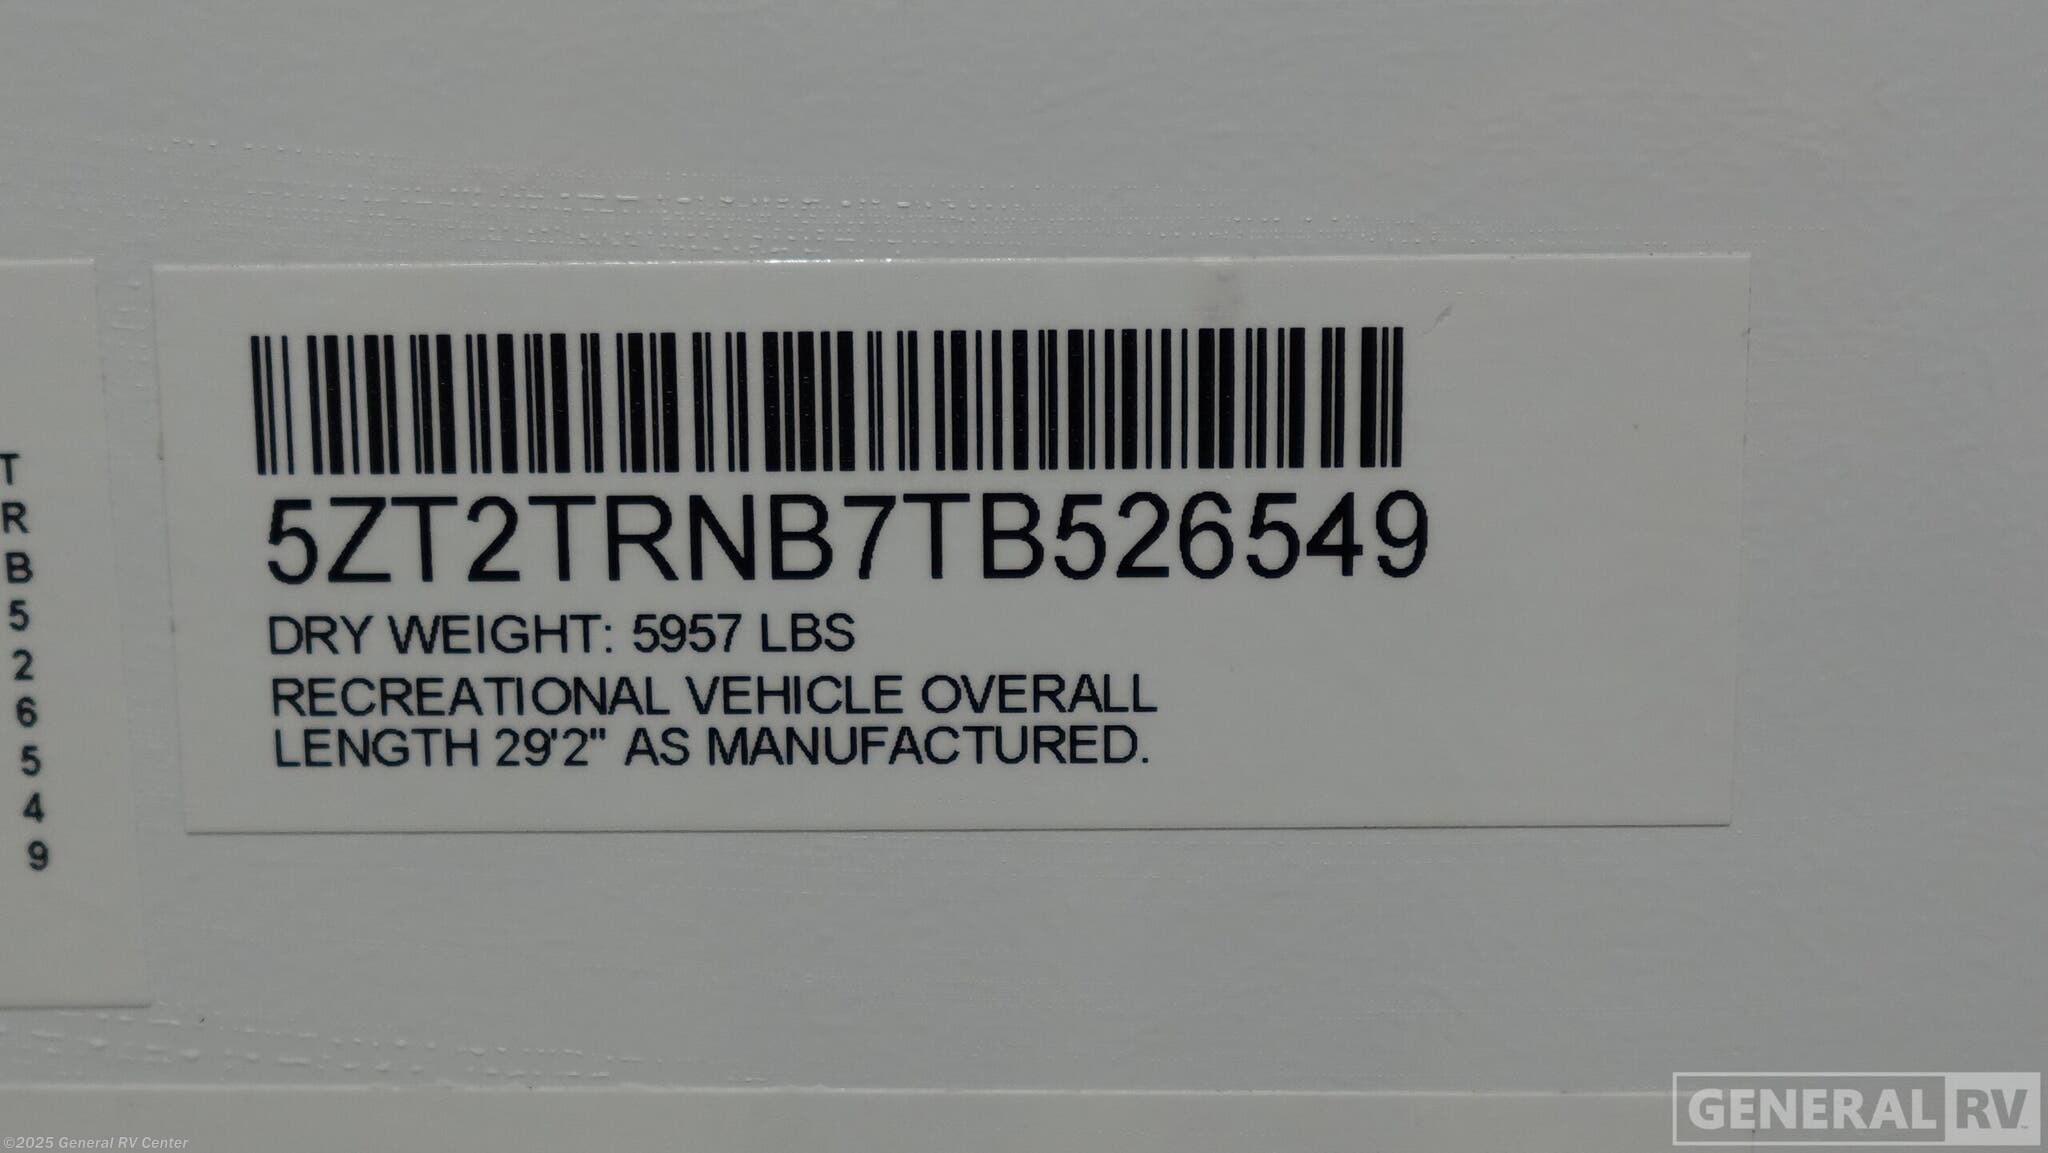 T
R
B
5
2
6
5
4
9
5ZT2TRNB7TB526549
DRY WEIGHT: 5957 LBS
RECREATIONAL VEHICLE OVERALL
LENGTH 29'2" AS MANUFACTURED.
GENERAL RV
©2025 General RV Center